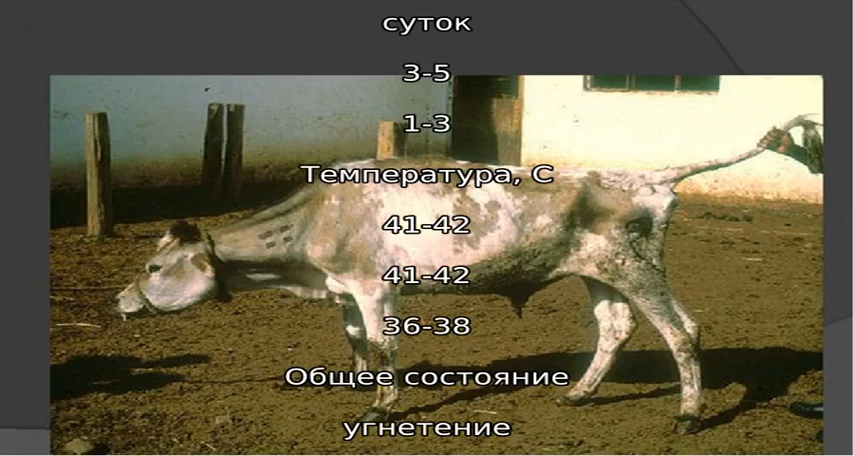 суток
3-5
1-3
Температура, С
41-42
41-42
36-38
Общее состояние
угнетение